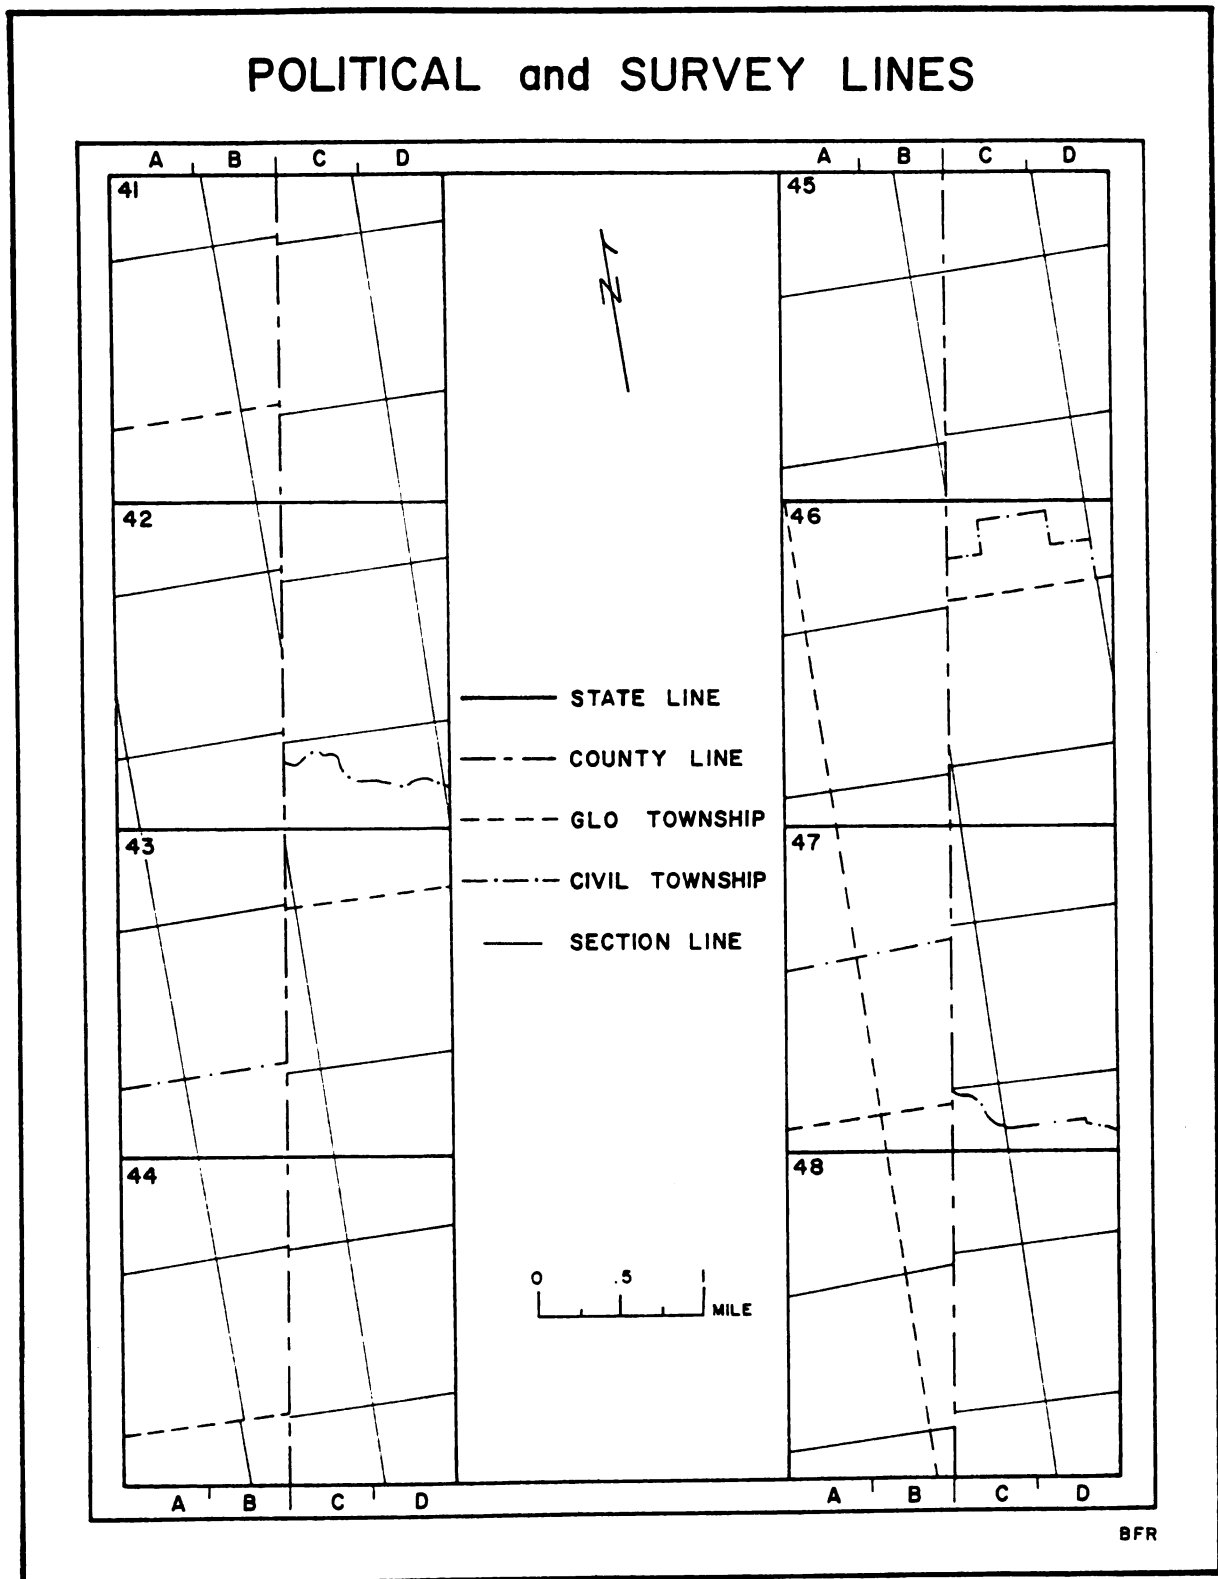 POLITICAL and SURVEY LINES
A B C D
A B C D
41
45
42
46
STATE LINE
COUNTY LINE
GLO TOWNSHIP
43
47
CIVIL TOWNSHIP
SECTION LINE
44
48
0 .5 1
MILE
A B C D
A B C D
BFR
N